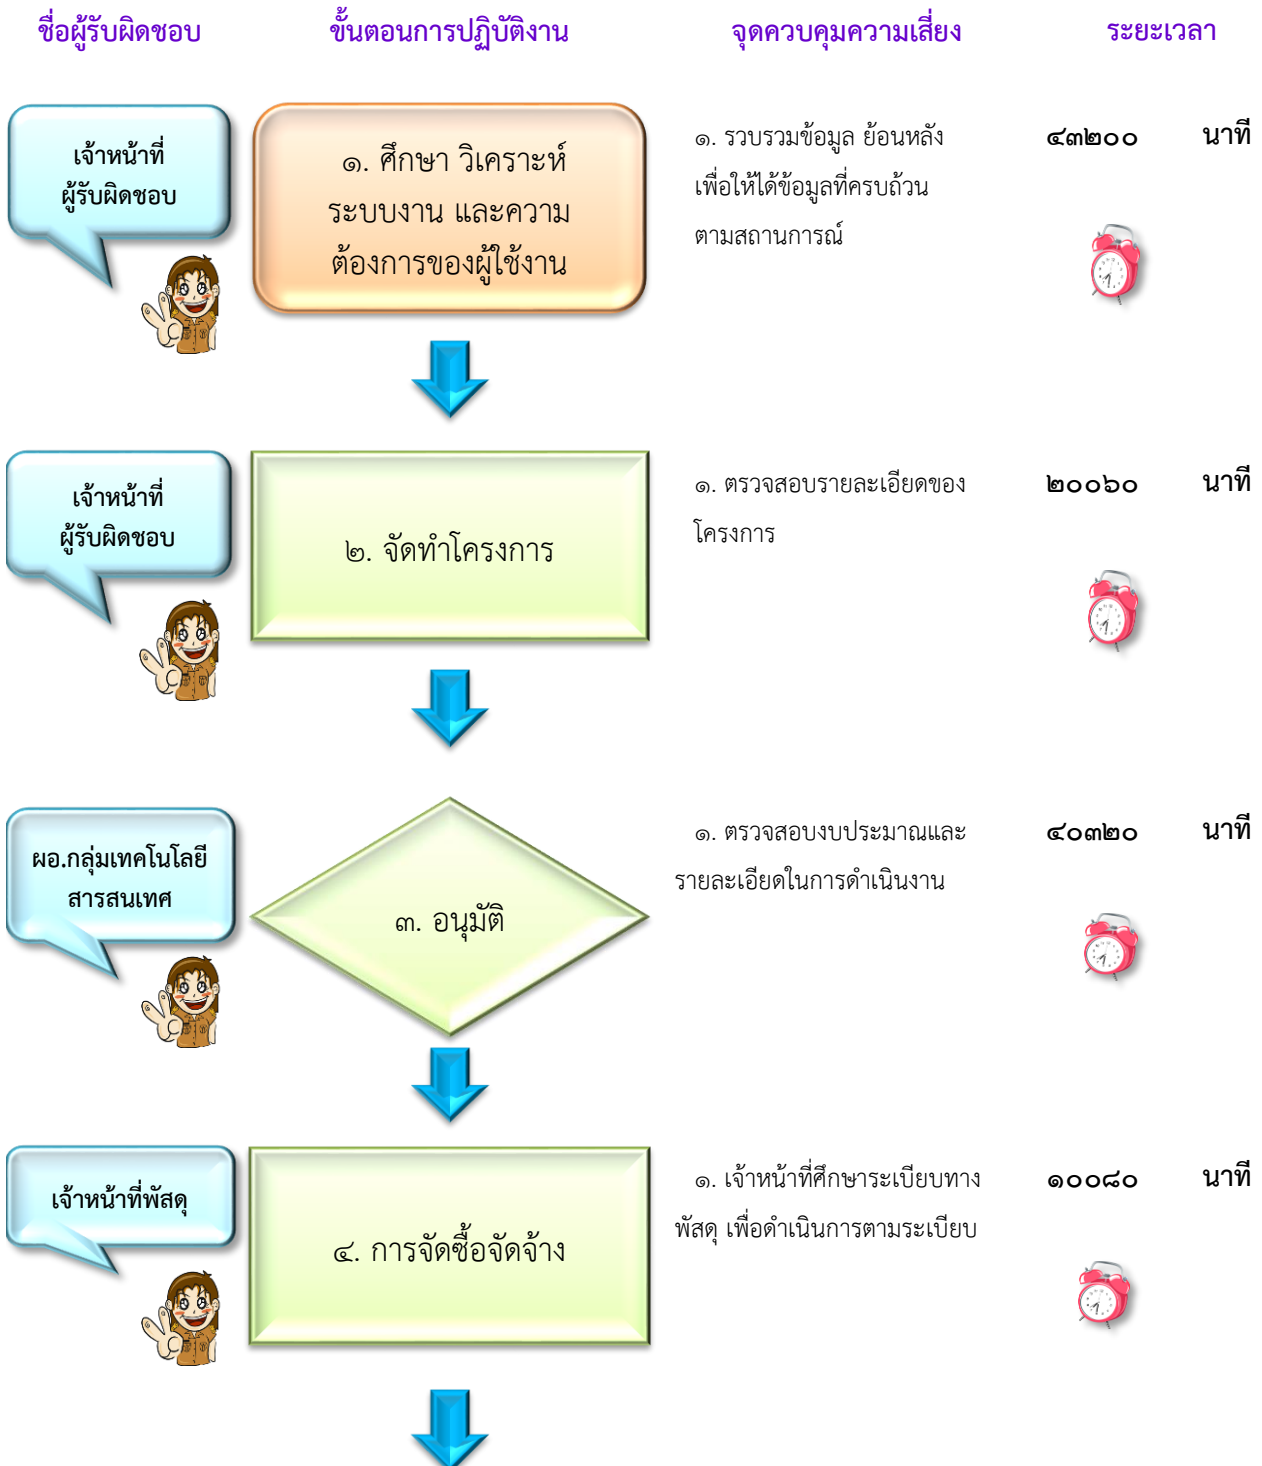 ชื่อผู้รับผิดชอบ ขั้นตอนการปฏิบัติงาน จุดควบคุมความเสี่ยง ระยะเวลา
เจ้าหน้าที่
ผู้รับผิดชอบ
๑. ศึกษา วิเคราะห์
ระบบงาน และความ
ต้องการของผู้ใช้งาน
๑. รวบรวมข้อมูล ย้อนหลัง
เพื่อให้ได้ข้อมูลที่ครบถ้วน
ตามสถานการณ์
๔๓๒๐๐ นาที
เจ้าหน้าที่
ผู้รับผิดชอบ
๒. จัดทำโครงการ
๑. ตรวจสอบรายละเอียดของ
โครงการ
๒๐๐๖๐ นาที
ผอ.กลุ่มเทคโนโลยี
สารสนเทศ
๓. อนุมัติ
๑. ตรวจสอบงบประมาณและ
รายละเอียดในการดำเนินงาน
๔๐๓๒๐ นาที
เจ้าหน้าที่พัสดุ
๔. การจัดซื้อจัดจ้าง
๑. เจ้าหน้าที่ศึกษาระเบียบทาง
พัสดุ เพื่อดำเนินการตามระเบียบ
๑๐๐๘๐ นาที